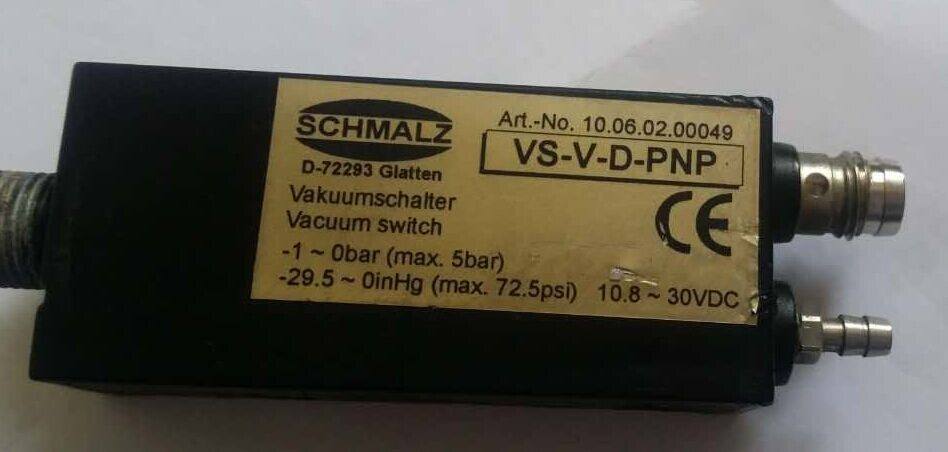 SCHMALZ
D-72293 Glatten
Art.-No. 10.06.02.00049
VS-V-D-PNP
Vakuumschalter
Vacuum switch
CE
-1 ~ 0bar (max. 5bar)
-29.5 ~ 0inHg (max. 72.5psi) 10.8 ~ 30VDC